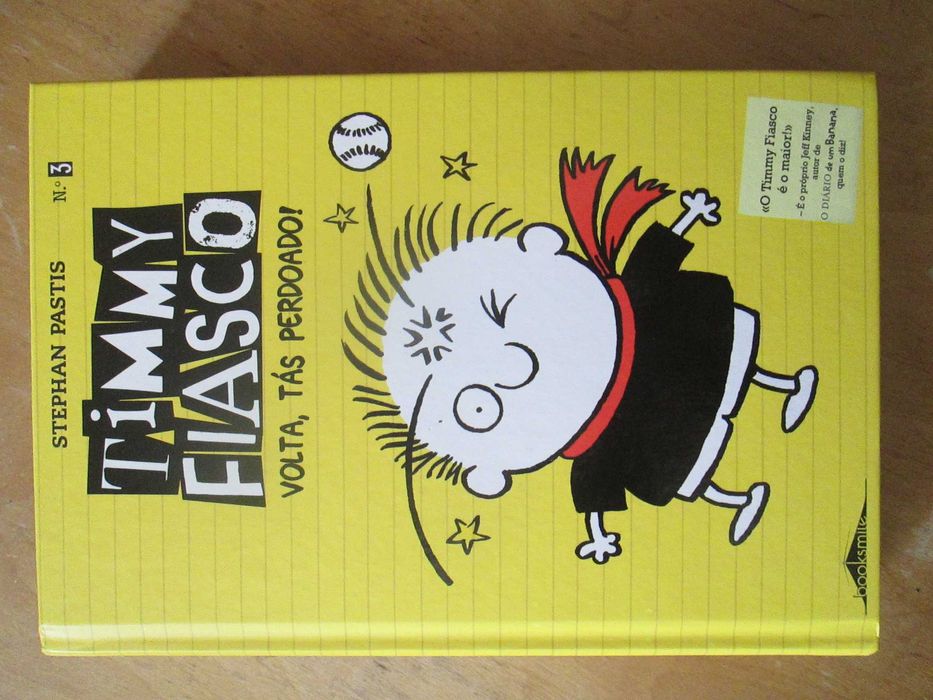 STEPHAN PASTIS
N.º 3
TiMMY
FIASCO
VOLTA, TÁS PERDOADO!
«O Timmy Fiasco
é o maior!»
~É o próprio Jeff Kinney,
autor de
O DIÁRIO de um Banana,
quem o diz!
booksmile